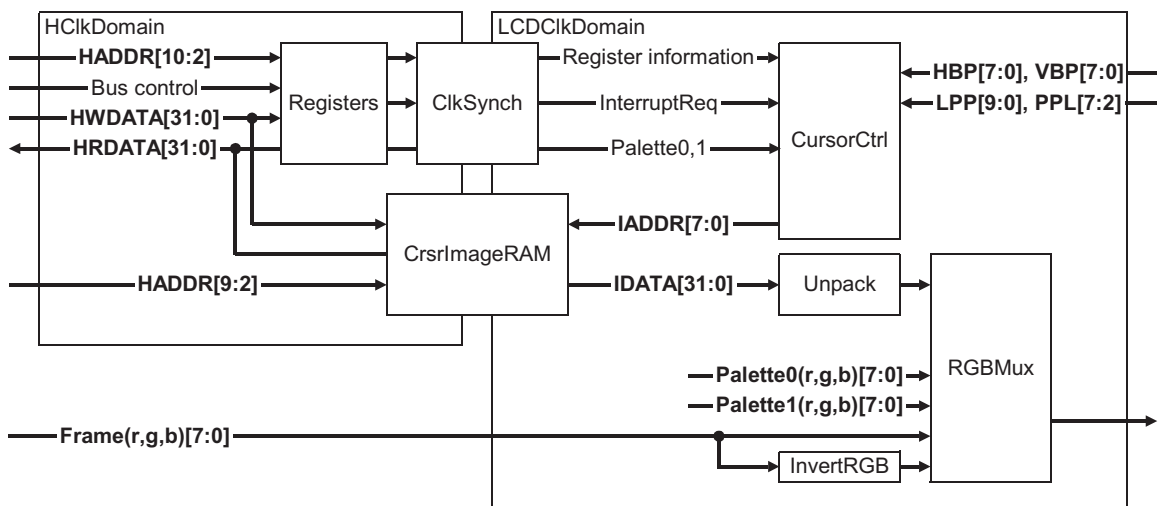 HClkDomain
LCDClkDomain
HADDR[10:2]
Bus control
HWDATA[31:0]
HRDATA[31:0]
Registers
ClkSynch
Register information
InterruptReq
Palette0,1
CursorCtrl
HBP[7:0], VBP[7:0]
LPP[9:0], PPL[7:2]
CrsrImageRAM
IADDR[7:0]
HADDR[9:2]
IDATA[31:0]
Unpack
RGBMux
Palette0(r,g,b)[7:0]
Palette1(r,g,b)[7:0]
Frame(r,g,b)[7:0]
InvertRGB